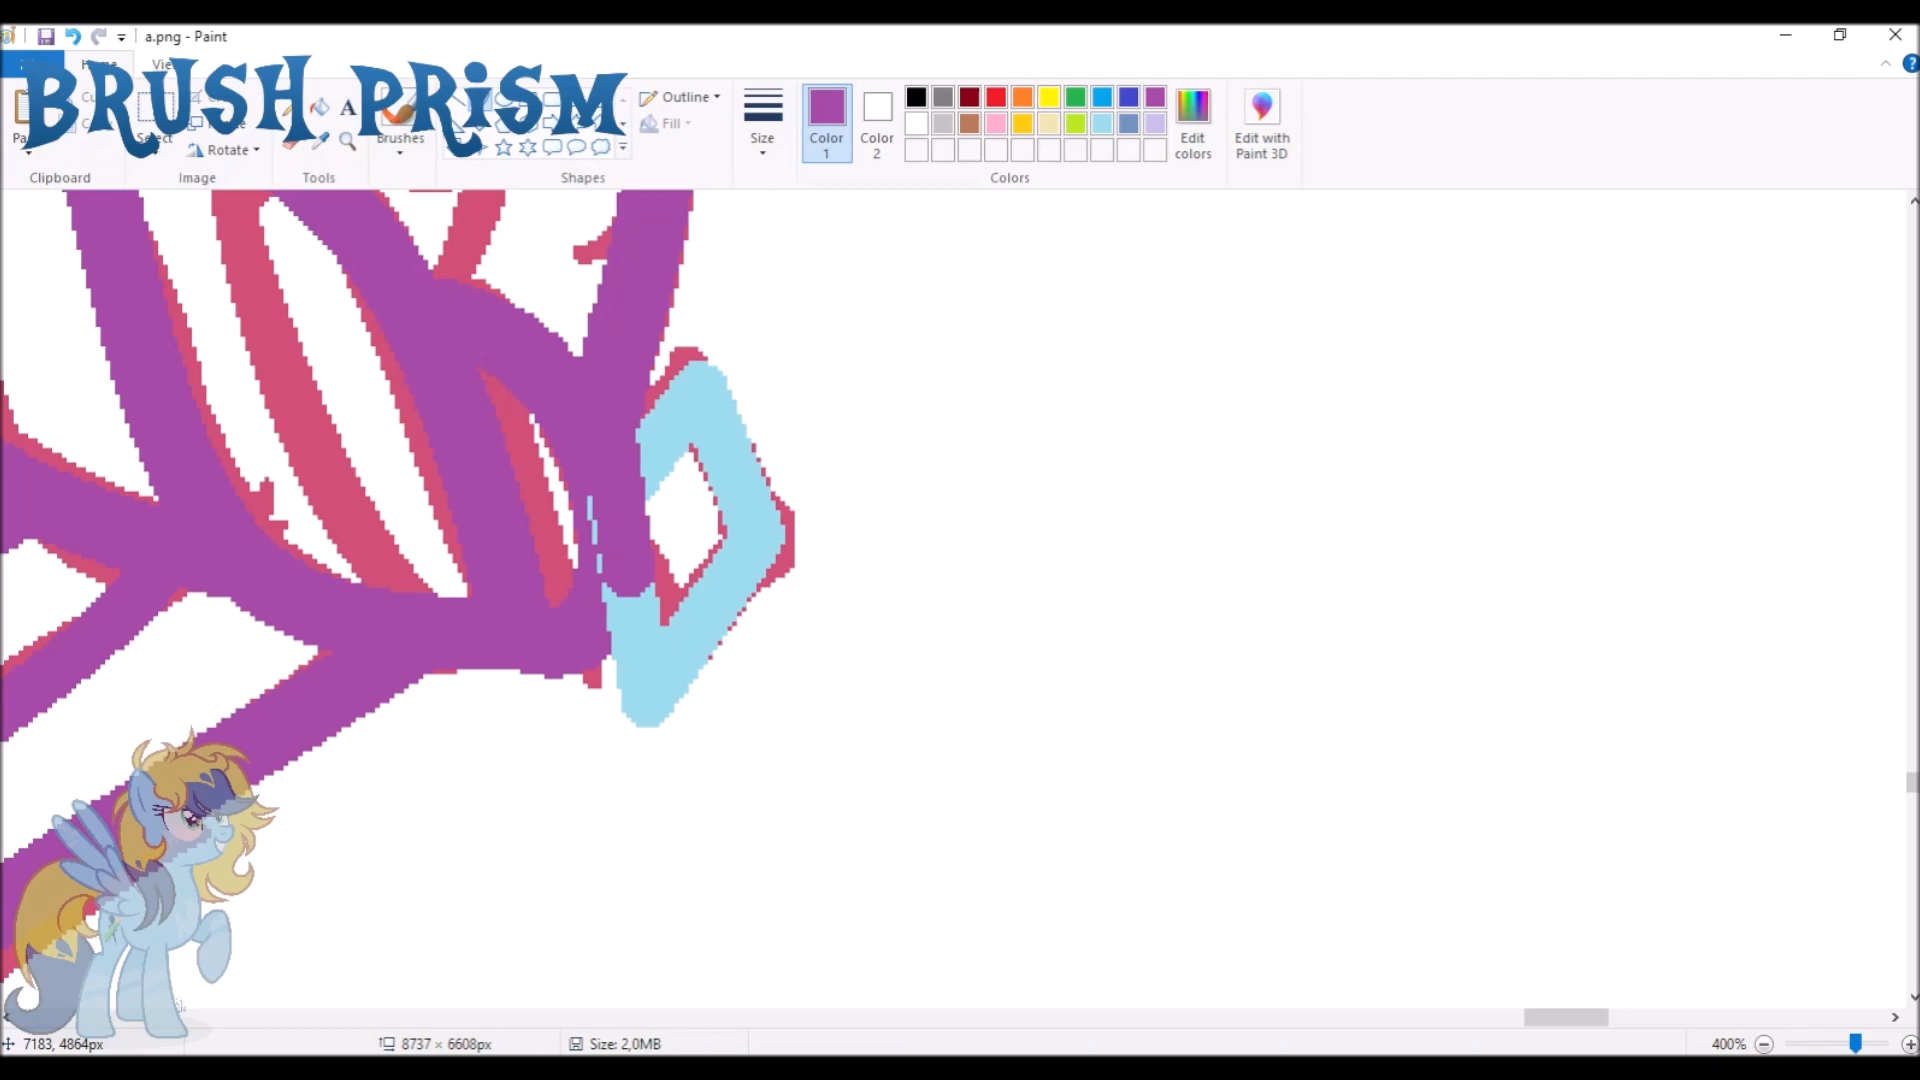 a.png - Paint
BRUSH PRISM
Outline
Fill
Rotate
Select
Brushes
Size
Color 1
Color 2
Edit colors
Edit with Paint 3D
Clipboard
Image
Tools
Shapes
Colors
7183, 4864px
8737 × 6608px
Size: 2,0MB
400%